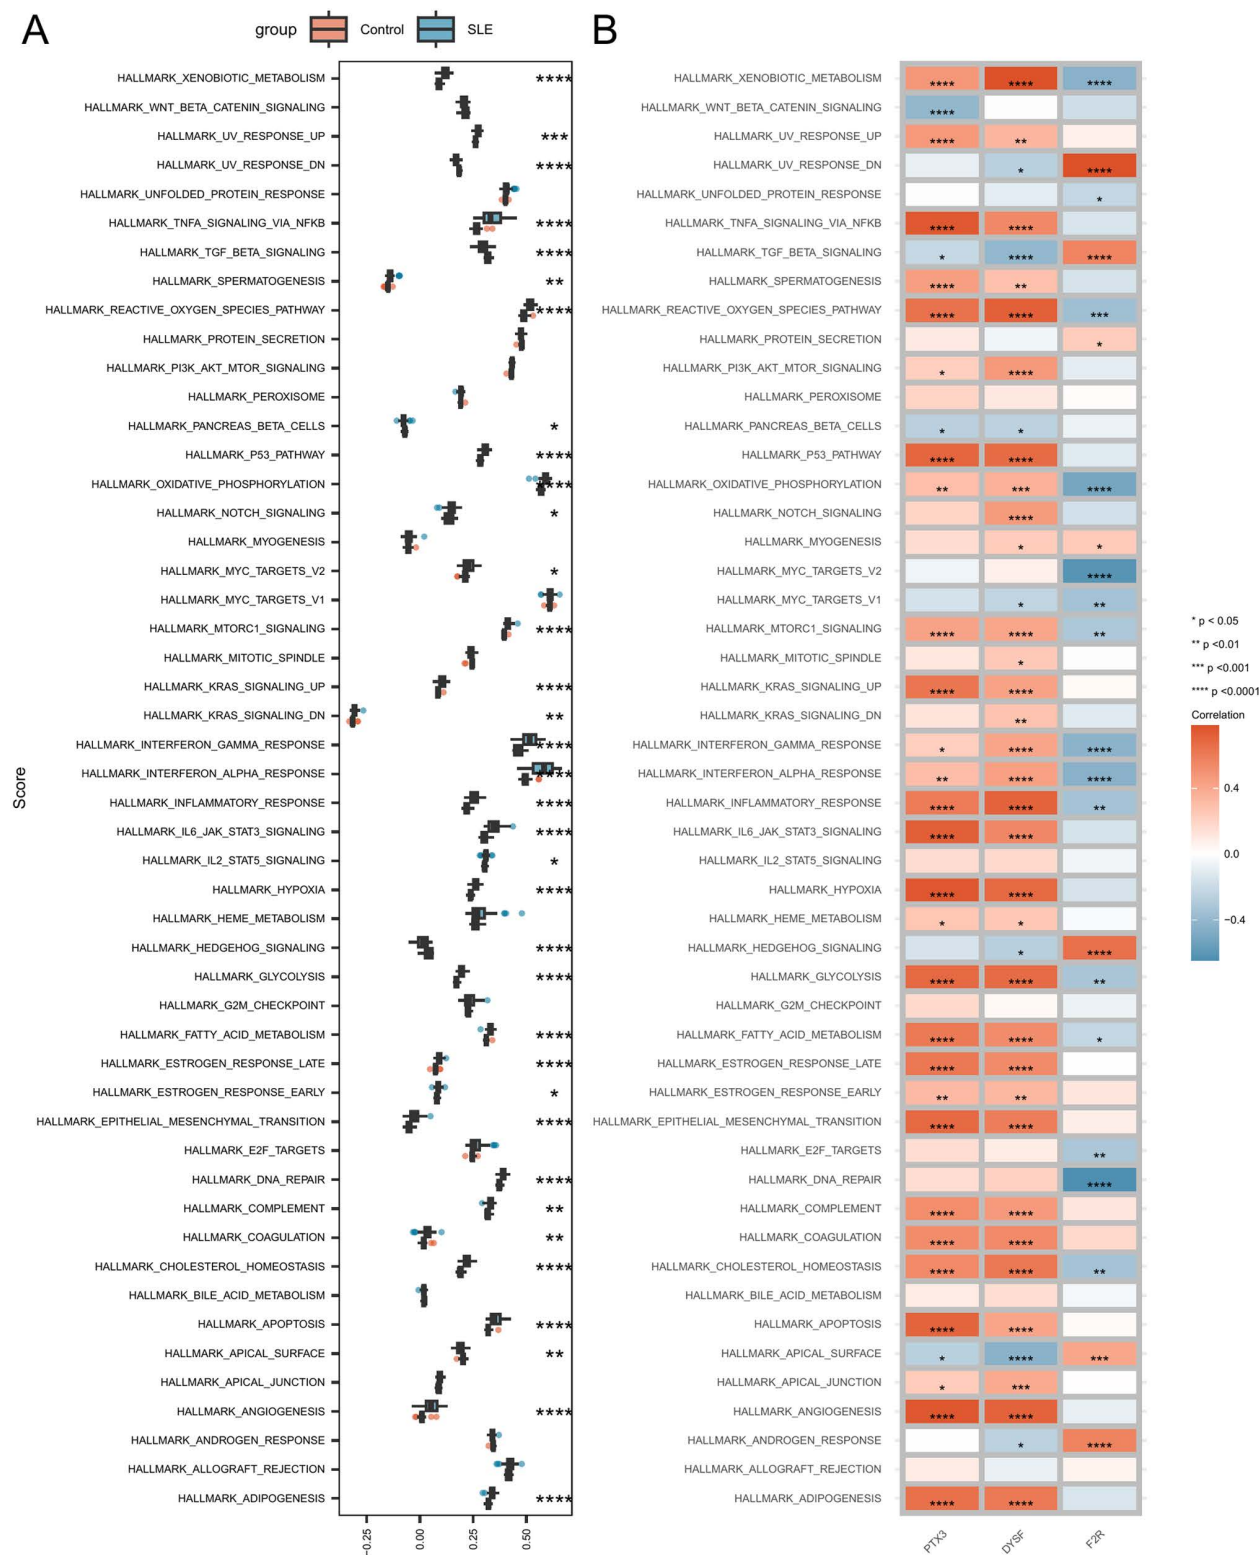 A
group Control SLE
HALLMARK_XENOBIOTIC_METABOLISM ****
HALLMARK_WNT_BETA_CATENIN_SIGNALING
HALLMARK_UV_RESPONSE_UP ***
HALLMARK_UV_RESPONSE_DN ****
HALLMARK_UNFOLDED_PROTEIN_RESPONSE
HALLMARK_TNFA_SIGNALING_VIA_NFKB ****
HALLMARK_TGF_BETA_SIGNALING ****
HALLMARK_SPERMATOGENESIS **
HALLMARK_REACTIVE_OXYGEN_SPECIES_PATHWAY ****
HALLMARK_PROTEIN_SECRETION
HALLMARK_PI3K_AKT_MTOR_SIGNALING
HALLMARK_PEROXISOME
HALLMARK_PANCREAS_BETA_CELLS *
HALLMARK_P53_PATHWAY ****
HALLMARK_OXIDATIVE_PHOSPHORYLATION ****
HALLMARK_NOTCH_SIGNALING *
HALLMARK_MYOGENESIS
HALLMARK_MYC_TARGETS_V2 *
HALLMARK_MYC_TARGETS_V1
HALLMARK_MTORC1_SIGNALING ****
HALLMARK_MITOTIC_SPINDLE
HALLMARK_KRAS_SIGNALING_UP ****
HALLMARK_KRAS_SIGNALING_DN **
HALLMARK_INTERFERON_GAMMA_RESPONSE ****
HALLMARK_INTERFERON_ALPHA_RESPONSE ****
HALLMARK_INFLAMMATORY_RESPONSE ****
HALLMARK_IL6_JAK_STAT3_SIGNALING ****
HALLMARK_IL2_STAT5_SIGNALING *
HALLMARK_HYPOXIA ****
HALLMARK_HEME_METABOLISM
HALLMARK_HEDGEHOG_SIGNALING ****
HALLMARK_GLYCOLYSIS ****
HALLMARK_G2M_CHECKPOINT
HALLMARK_FATTY_ACID_METABOLISM ****
HALLMARK_ESTROGEN_RESPONSE_LATE ****
HALLMARK_ESTROGEN_RESPONSE_EARLY *
HALLMARK_EPITHELIAL_MESENCHYMAL_TRANSITION ****
HALLMARK_E2F_TARGETS
HALLMARK_DNA_REPAIR ****
HALLMARK_COMPLEMENT **
HALLMARK_COAGULATION **
HALLMARK_CHOLESTEROL_HOMEOSTASIS ****
HALLMARK_BILE_ACID_METABOLISM
HALLMARK_APOPTOSIS ****
HALLMARK_APICAL_SURFACE **
HALLMARK_APICAL_JUNCTION
HALLMARK_ANGIOGENESIS ****
HALLMARK_ANDROGEN_RESPONSE
HALLMARK_ALLOGRAFT_REJECTION
HALLMARK_ADIPOGENESIS ****
Score
−0.25 0.00 0.25 0.50
B
HALLMARK_XENOBIOTIC_METABOLISM **** **** ****
HALLMARK_WNT_BETA_CATENIN_SIGNALING ****
HALLMARK_UV_RESPONSE_UP **** **
HALLMARK_UV_RESPONSE_DN * ****
HALLMARK_UNFOLDED_PROTEIN_RESPONSE *
HALLMARK_TNFA_SIGNALING_VIA_NFKB **** ****
HALLMARK_TGF_BETA_SIGNALING * **** ****
HALLMARK_SPERMATOGENESIS **** **
HALLMARK_REACTIVE_OXYGEN_SPECIES_PATHWAY **** **** ***
HALLMARK_PROTEIN_SECRETION *
HALLMARK_PI3K_AKT_MTOR_SIGNALING * ****
HALLMARK_PEROXISOME
HALLMARK_PANCREAS_BETA_CELLS * *
HALLMARK_P53_PATHWAY **** ****
HALLMARK_OXIDATIVE_PHOSPHORYLATION ** *** ****
HALLMARK_NOTCH_SIGNALING ****
HALLMARK_MYOGENESIS * *
HALLMARK_MYC_TARGETS_V2 ****
HALLMARK_MYC_TARGETS_V1 * **
HALLMARK_MTORC1_SIGNALING **** **** **
HALLMARK_MITOTIC_SPINDLE *
HALLMARK_KRAS_SIGNALING_UP **** ****
HALLMARK_KRAS_SIGNALING_DN **
HALLMARK_INTERFERON_GAMMA_RESPONSE * **** ****
HALLMARK_INTERFERON_ALPHA_RESPONSE ** **** ****
HALLMARK_INFLAMMATORY_RESPONSE **** **** **
HALLMARK_IL6_JAK_STAT3_SIGNALING **** ****
HALLMARK_IL2_STAT5_SIGNALING
HALLMARK_HYPOXIA **** ****
HALLMARK_HEME_METABOLISM * *
HALLMARK_HEDGEHOG_SIGNALING * ****
HALLMARK_GLYCOLYSIS **** **** **
HALLMARK_G2M_CHECKPOINT
HALLMARK_FATTY_ACID_METABOLISM **** **** *
HALLMARK_ESTROGEN_RESPONSE_LATE **** ****
HALLMARK_ESTROGEN_RESPONSE_EARLY ** **
HALLMARK_EPITHELIAL_MESENCHYMAL_TRANSITION **** ****
HALLMARK_E2F_TARGETS **
HALLMARK_DNA_REPAIR ****
HALLMARK_COMPLEMENT **** ****
HALLMARK_COAGULATION **** ****
HALLMARK_CHOLESTEROL_HOMEOSTASIS **** **** **
HALLMARK_BILE_ACID_METABOLISM
HALLMARK_APOPTOSIS **** ****
HALLMARK_APICAL_SURFACE * **** ***
HALLMARK_APICAL_JUNCTION * ***
HALLMARK_ANGIOGENESIS **** ****
HALLMARK_ANDROGEN_RESPONSE * ****
HALLMARK_ALLOGRAFT_REJECTION
HALLMARK_ADIPOGENESIS **** ****
PTX3 DYSF F2R
* p < 0.05
** p <0.01
*** p <0.001
**** p <0.0001
Correlation
0.4
0.0
−0.4